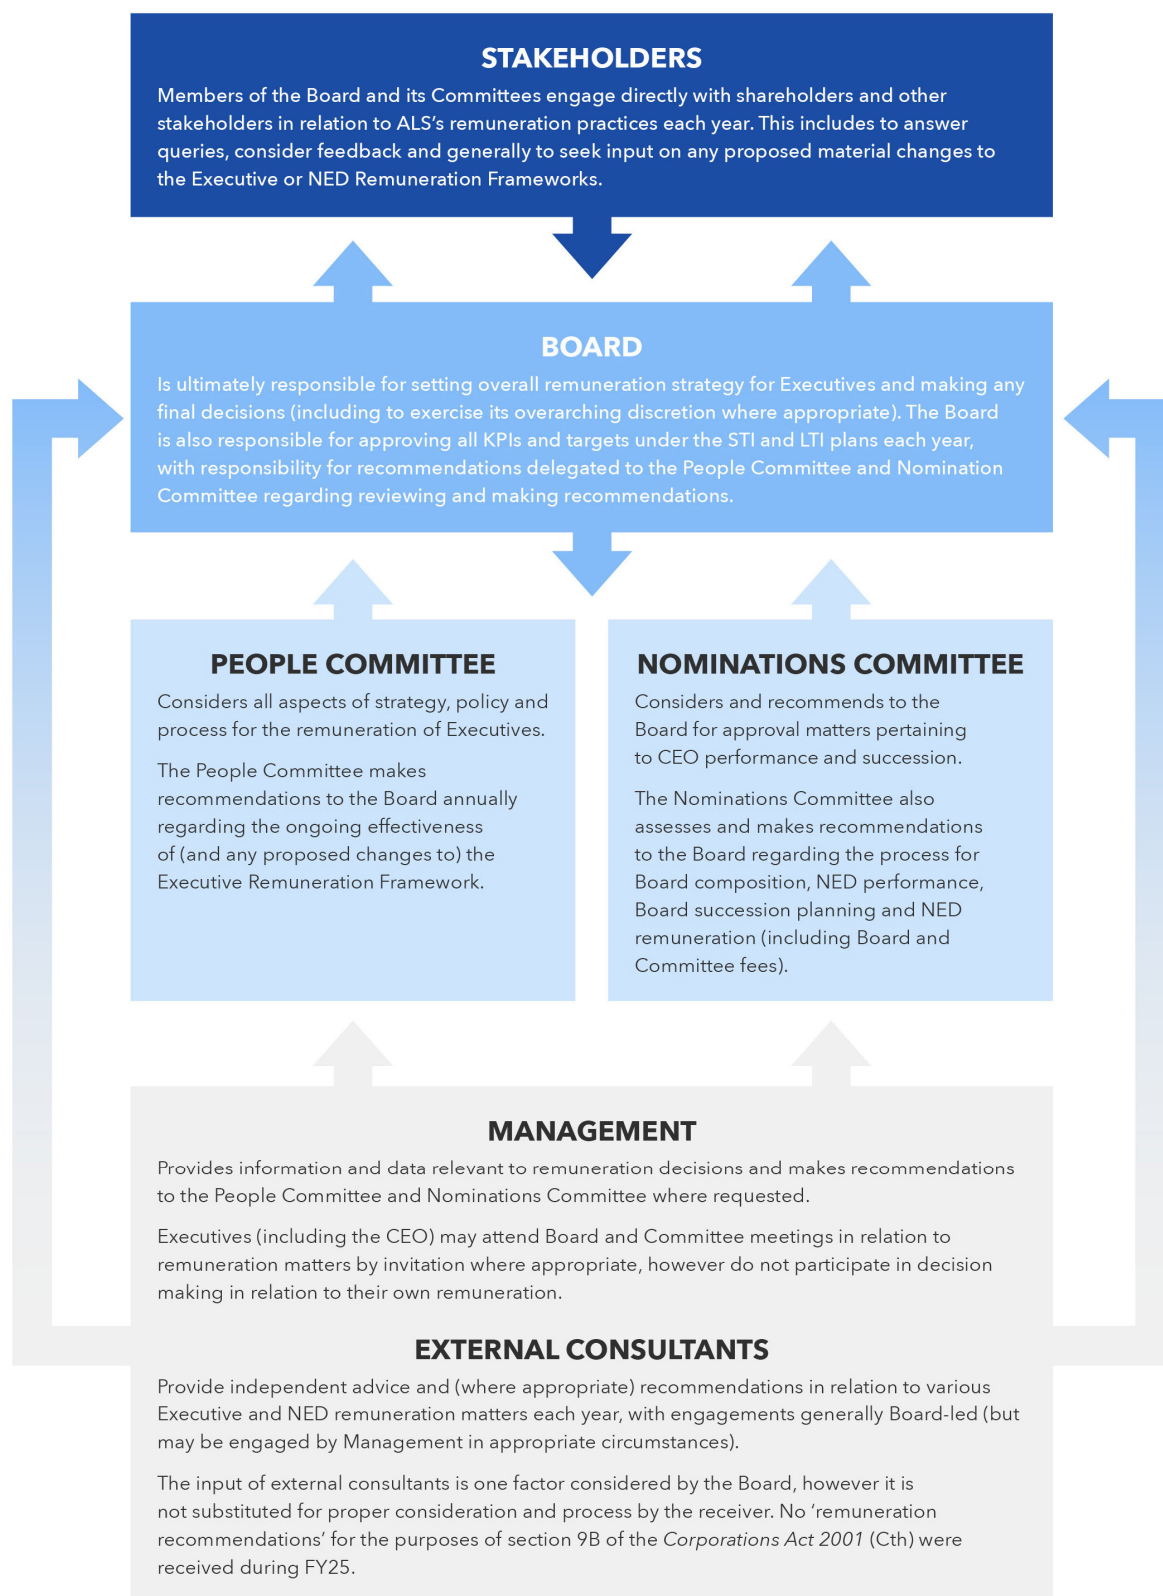 STAKEHOLDERS
Members of the Board and its Committees engage directly with shareholders and other
stakeholders in relation to ALS’s remuneration practices each year. This includes to answer
queries, consider feedback and generally to seek input on any proposed material changes to
the Executive or NED Remuneration Frameworks.
BOARD
Is ultimately responsible for setting overall remuneration strategy for Executives and making any
final decisions (including to exercise its overarching discretion where appropriate). The Board
is also responsible for approving all KPIs and targets under the STI and LTI plans each year,
with responsibility for recommendations delegated to the People Committee and Nomination
Committee regarding reviewing and making recommendations.
PEOPLE COMMITTEE
Considers all aspects of strategy, policy and
process for the remuneration of Executives.
The People Committee makes
recommendations to the Board annually
regarding the ongoing effectiveness
of (and any proposed changes to) the
Executive Remuneration Framework.
NOMINATIONS COMMITTEE
Considers and recommends to the
Board for approval matters pertaining
to CEO performance and succession.
The Nominations Committee also
assesses and makes recommendations
to the Board regarding the process for
Board composition, NED performance,
Board succession planning and NED
remuneration (including Board and
Committee fees).
MANAGEMENT
Provides information and data relevant to remuneration decisions and makes recommendations
to the People Committee and Nominations Committee where requested.
Executives (including the CEO) may attend Board and Committee meetings in relation to
remuneration matters by invitation where appropriate, however do not participate in decision
making in relation to their own remuneration.
EXTERNAL CONSULTANTS
Provide independent advice and (where appropriate) recommendations in relation to various
Executive and NED remuneration matters each year, with engagements generally Board-led (but
may be engaged by Management in appropriate circumstances).
The input of external consultants is one factor considered by the Board, however it is
not substituted for proper consideration and process by the receiver. No ‘remuneration
recommendations’ for the purposes of section 9B of the Corporations Act 2001 (Cth) were
received during FY25.